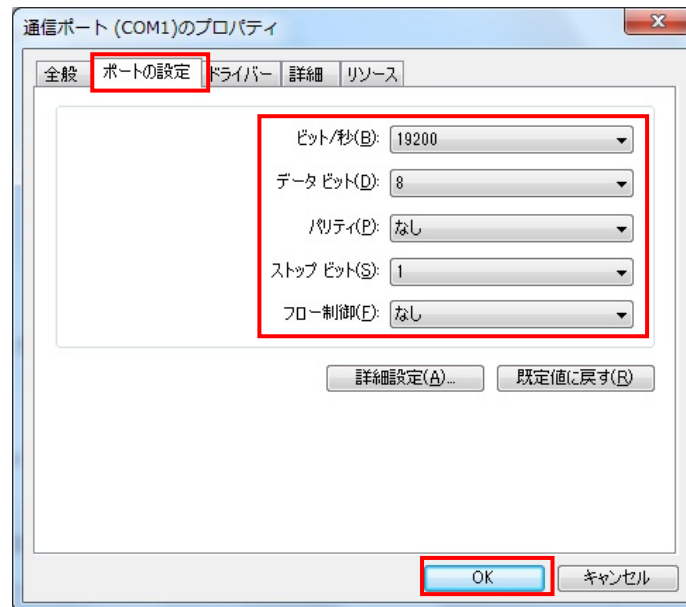 通信ポート (COM1)のプロパティ
全般 ポートの設定 ドライバー 詳細 リソース
ビット/秒(B): 19200
データ ビット(D): 8
パリティ(P): なし
ストップ ビット(S): 1
フロー制御(F): なし
詳細設定(A)... 既定値に戻す(R)
OK キャンセル